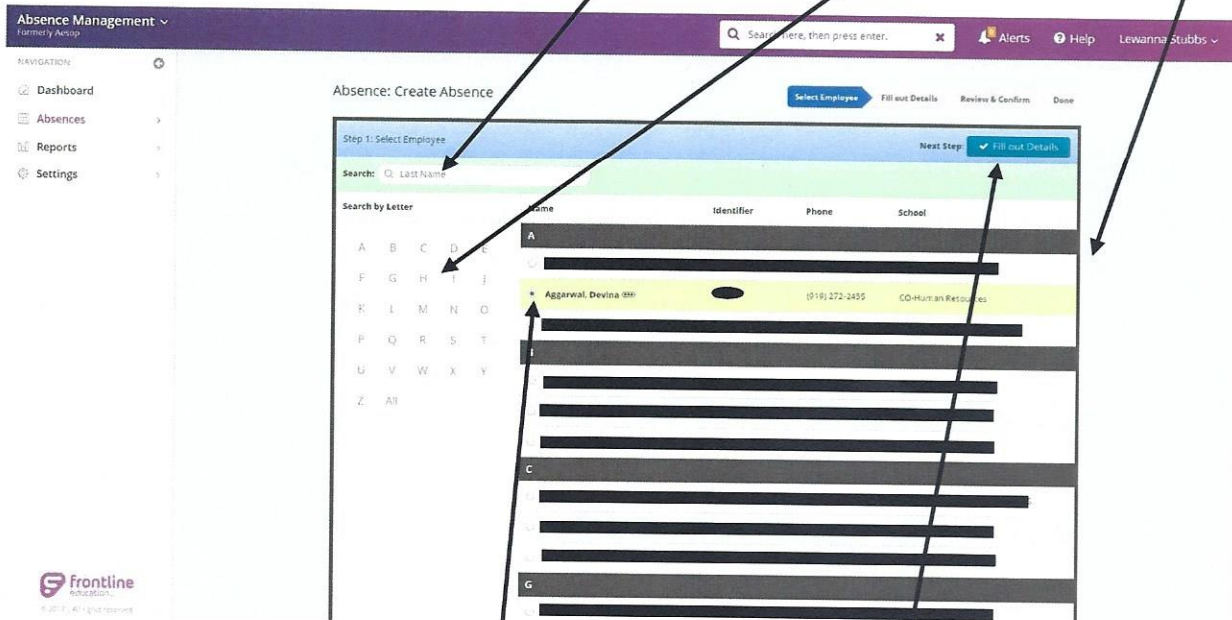 Absence Management
Formerly Aesop
Search here, then press enter.
Alerts
Help
Lewanna Stubbs
NAVIGATION
Dashboard
Absences
Reports
Settings
Absence: Create Absence
Select Employee
Fill out Details
Review & Confirm
Done
Step 1: Select Employee
Next Step: Fill out Details
Search: Last Name
Search by Letter
Name Identifier Phone School
A B C D E
F G H I J
K L M N O
P Q R S T
U V W X Y
Z All
A
Aggarwal, Devina (919) 272-2455 CO-Human Resources
B
C
G
frontline
education